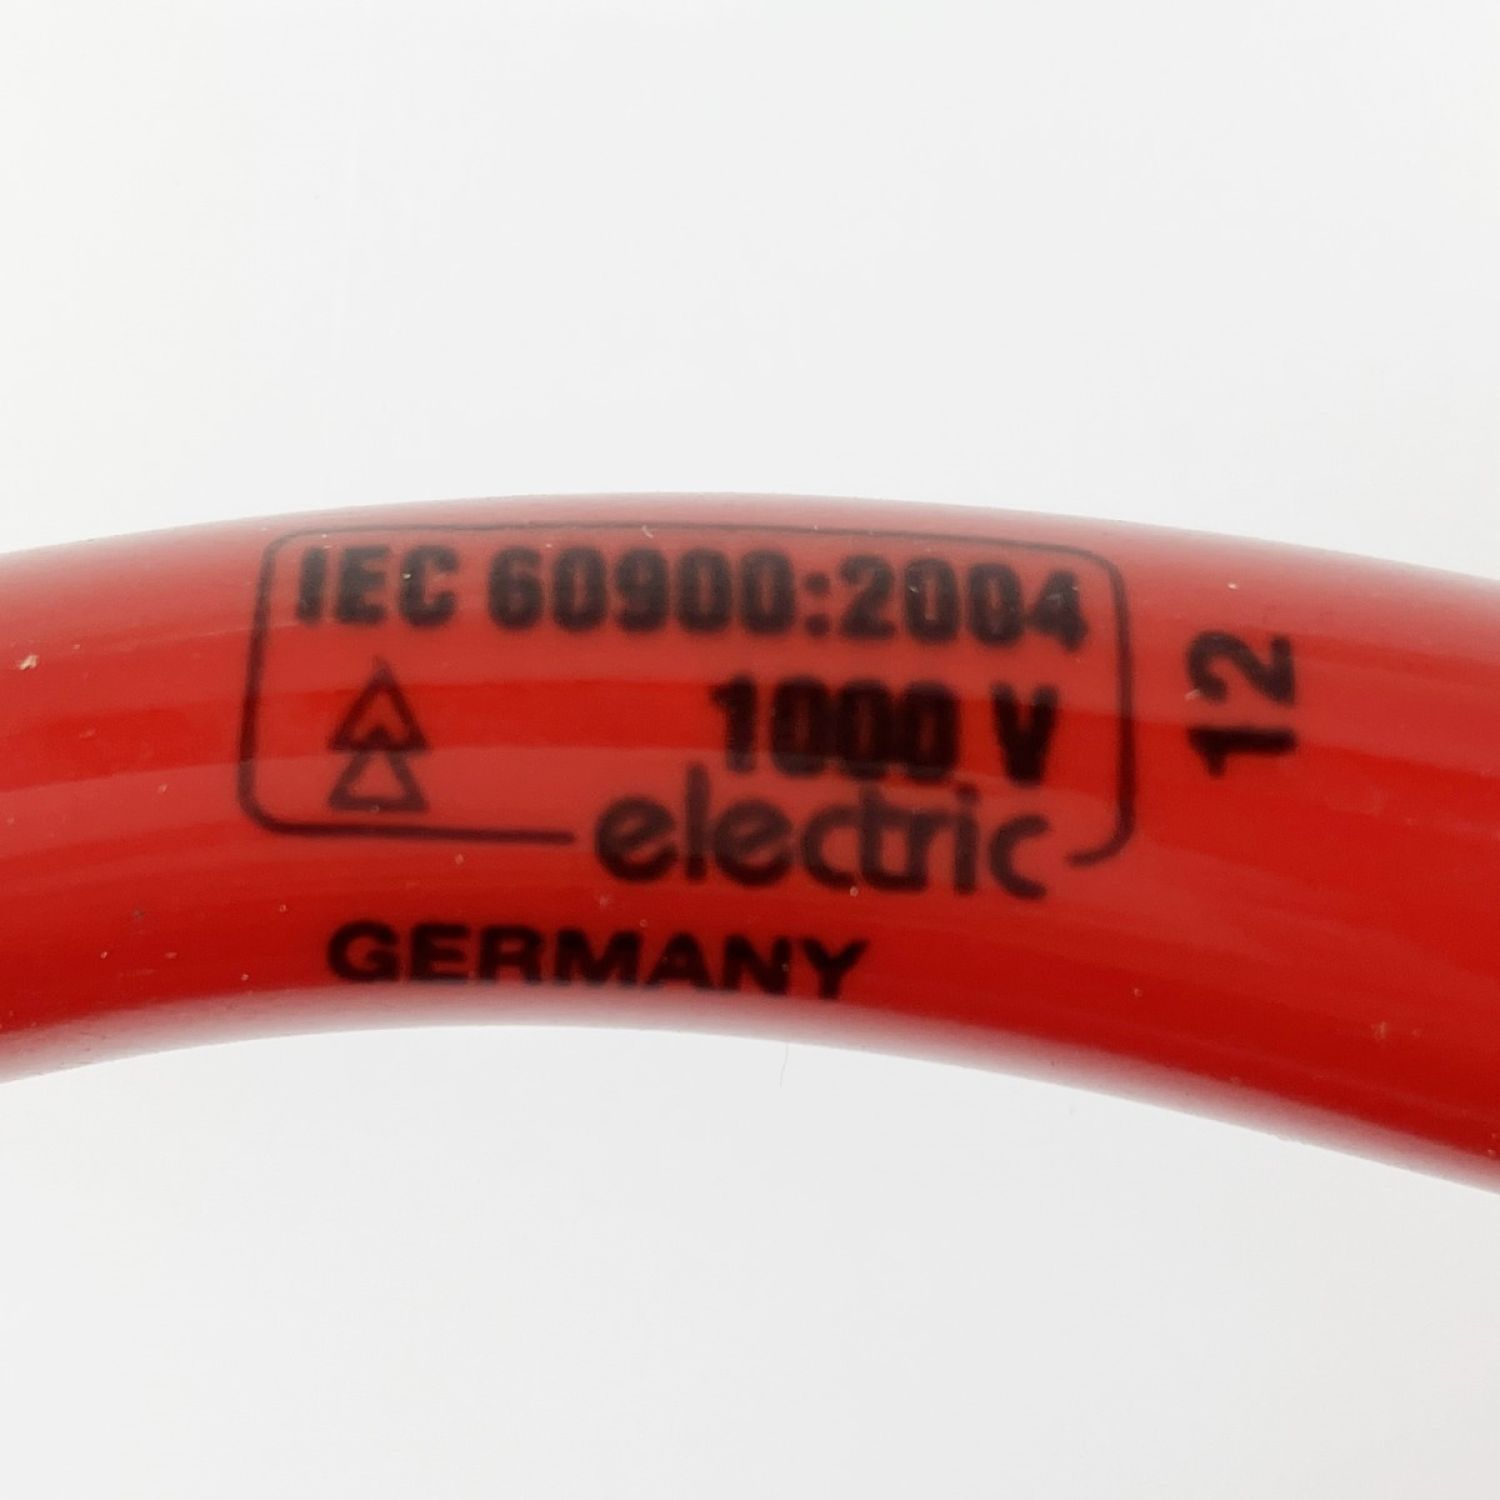 IEC 60900:2004
1000 V
electric
GERMANY
12